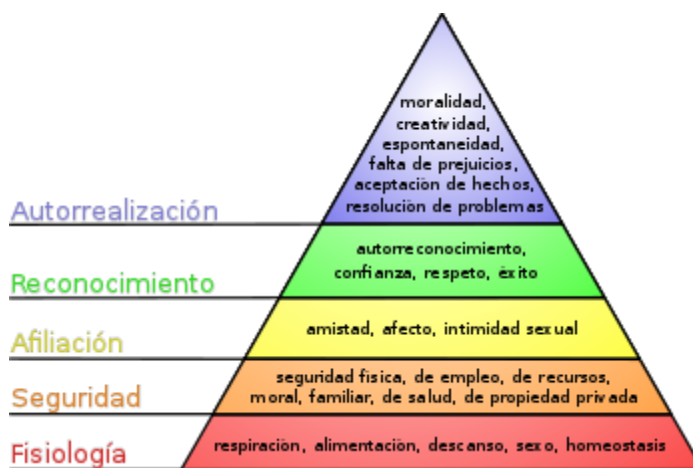 moralidad,
creatividad,
espontaneidad,
falta de prejuicios,
aceptación de hechos,
resolución de problemas
Autorrealización
autorreconocimiento,
confianza, respeto, éxito
Reconocimiento
amistad, afecto, intimidad sexual
Afiliación
seguridad física, de empleo, de recursos,
moral, familiar, de salud, de propiedad privada
Seguridad
respiración, alimentación, descanso, sexo, homeostasis
Fisiología